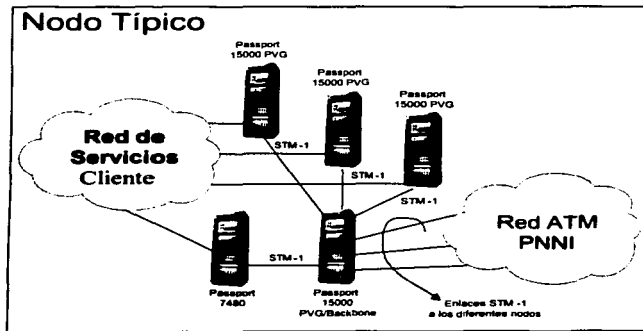 Nodo Típico
Passport
15000 PVG
Passport
15000 PVG
Passport
15000 PVG
Red de
Servicios
Cliente
STM -1
STM -1
STM -1
Red ATM
PNNI
STM -1
Passport
7480
Passport
15000
PVG/Backbone
Enlaces STM -1
a los diferentes nodos